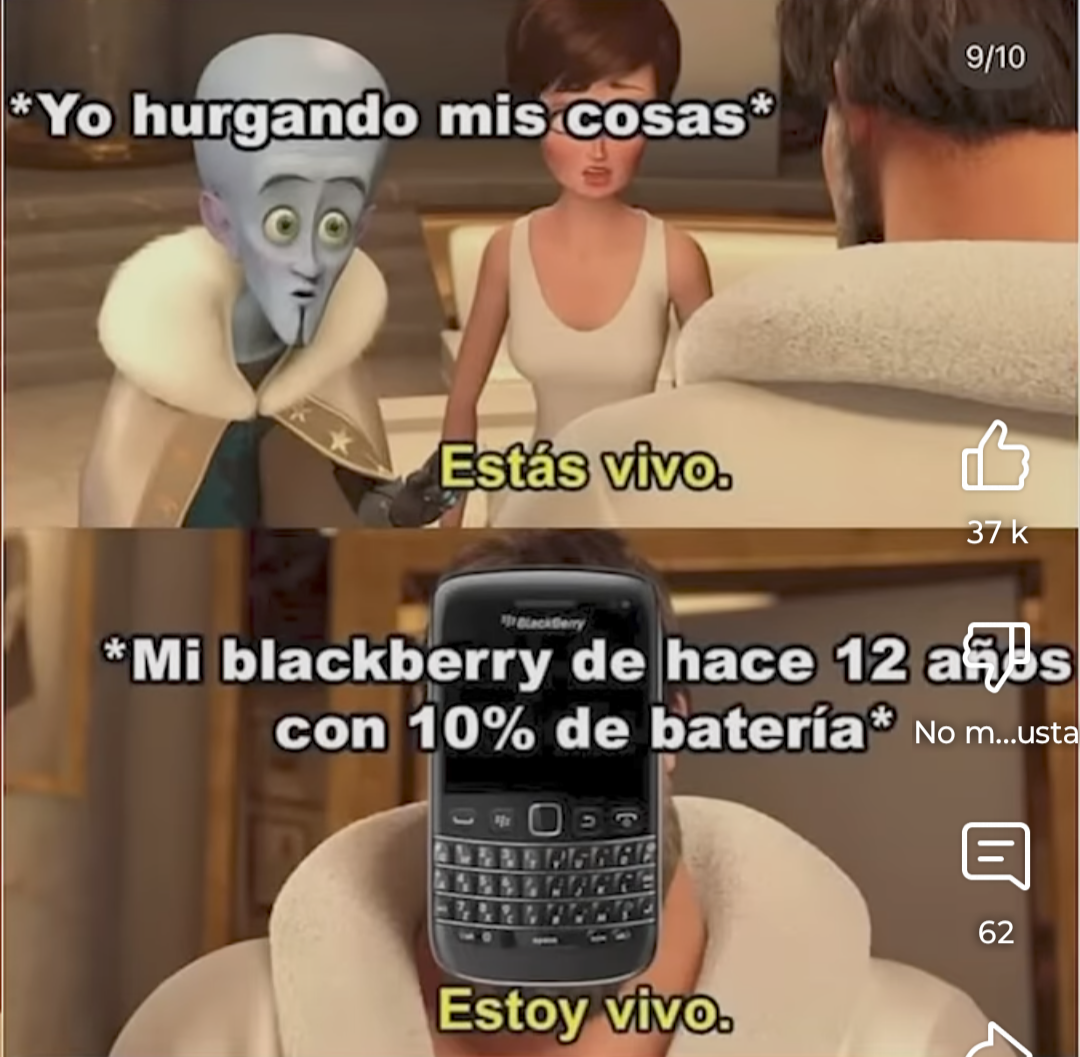 9/10
*Yo hurgando mis cosas*
Estás vivo.
37 k
BlackBerry
*Mi blackberry de hace 12 años
con 10% de batería*
No m...usta
62
Estoy vivo.